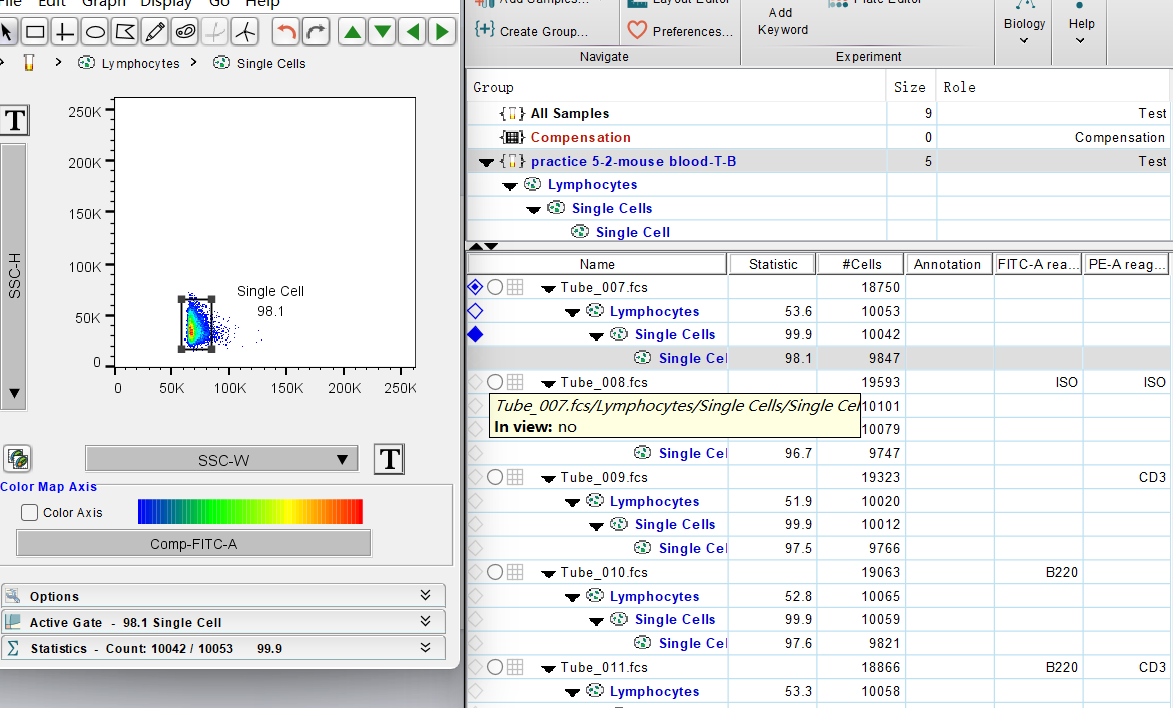 File Edit Graph Display Go Help
Lymphocytes > Single Cells
T
250K
200K
150K
100K
50K
0
SSC-H
Single Cell
98.1
0 50K 100K 150K 200K 250K
SSC-W
T
Color Map Axis
Color Axis
Comp-FITC-A
Options
Active Gate - 98.1 Single Cell
Statistics - Count: 10042 / 10053 99.9
Add Samples...
Create Group...
Layout Editor
Preferences...
Navigate
Add
Keyword
Plate Editor
Experiment
Biology
Help
Group Size Role
All Samples 9 Test
Compensation 0 Compensation
practice 5-2-mouse blood-T-B 5 Test
Lymphocytes
Single Cells
Single Cell
Name Statistic #Cells Annotation FITC-A rea... PE-A reag...
Tube_007.fcs 18750
Lymphocytes 53.6 10053
Single Cells 99.9 10042
Single Cel 98.1 9847
Tube_008.fcs 19593 ISO ISO
Tube_007.fcs/Lymphocytes/Single Cells/Single Cel
10101
In view: no
10079
Single Cel 96.7 9747
Tube_009.fcs 19323 CD3
Lymphocytes 51.9 10020
Single Cells 99.9 10012
Single Cel 97.5 9766
Tube_010.fcs 19063 B220
Lymphocytes 52.8 10065
Single Cells 99.9 10059
Single Cel 97.6 9821
Tube_011.fcs 18866 B220 CD3
Lymphocytes 53.3 10058